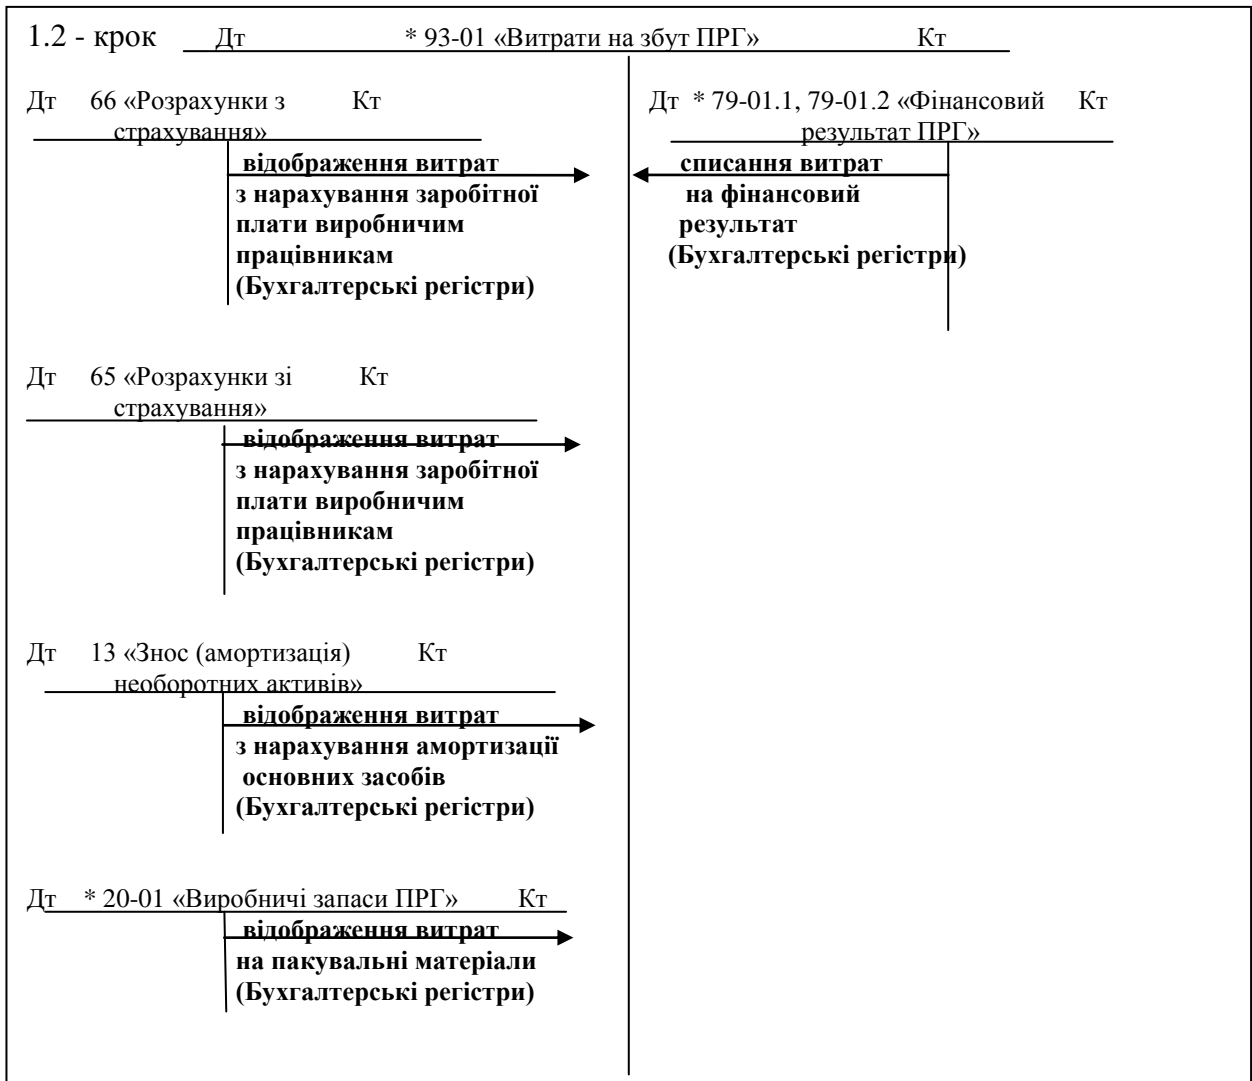 1.2 - крок Дт * 93-01 «Витрати на збут ПРГ» Кт
Дт 66 «Розрахунки з Кт
страхування»
відображення витрат
з нарахування заробітної
плати виробничим
працівникам
(Бухгалтерські регістри)
Дт * 79-01.1, 79-01.2 «Фінансовий Кт
результат ПРГ»
списання витрат
на фінансовий
результат
(Бухгалтерські регістри)
Дт 65 «Розрахунки зі Кт
страхування»
відображення витрат
з нарахування заробітної
плати виробничим
працівникам
(Бухгалтерські регістри)
Дт 13 «Знос (амортизація) Кт
необоротних активів»
відображення витрат
з нарахування амортизації
основних засобів
(Бухгалтерські регістри)
Дт * 20-01 «Виробничі запаси ПРГ» Кт
відображення витрат
на пакувальні матеріали
(Бухгалтерські регістри)